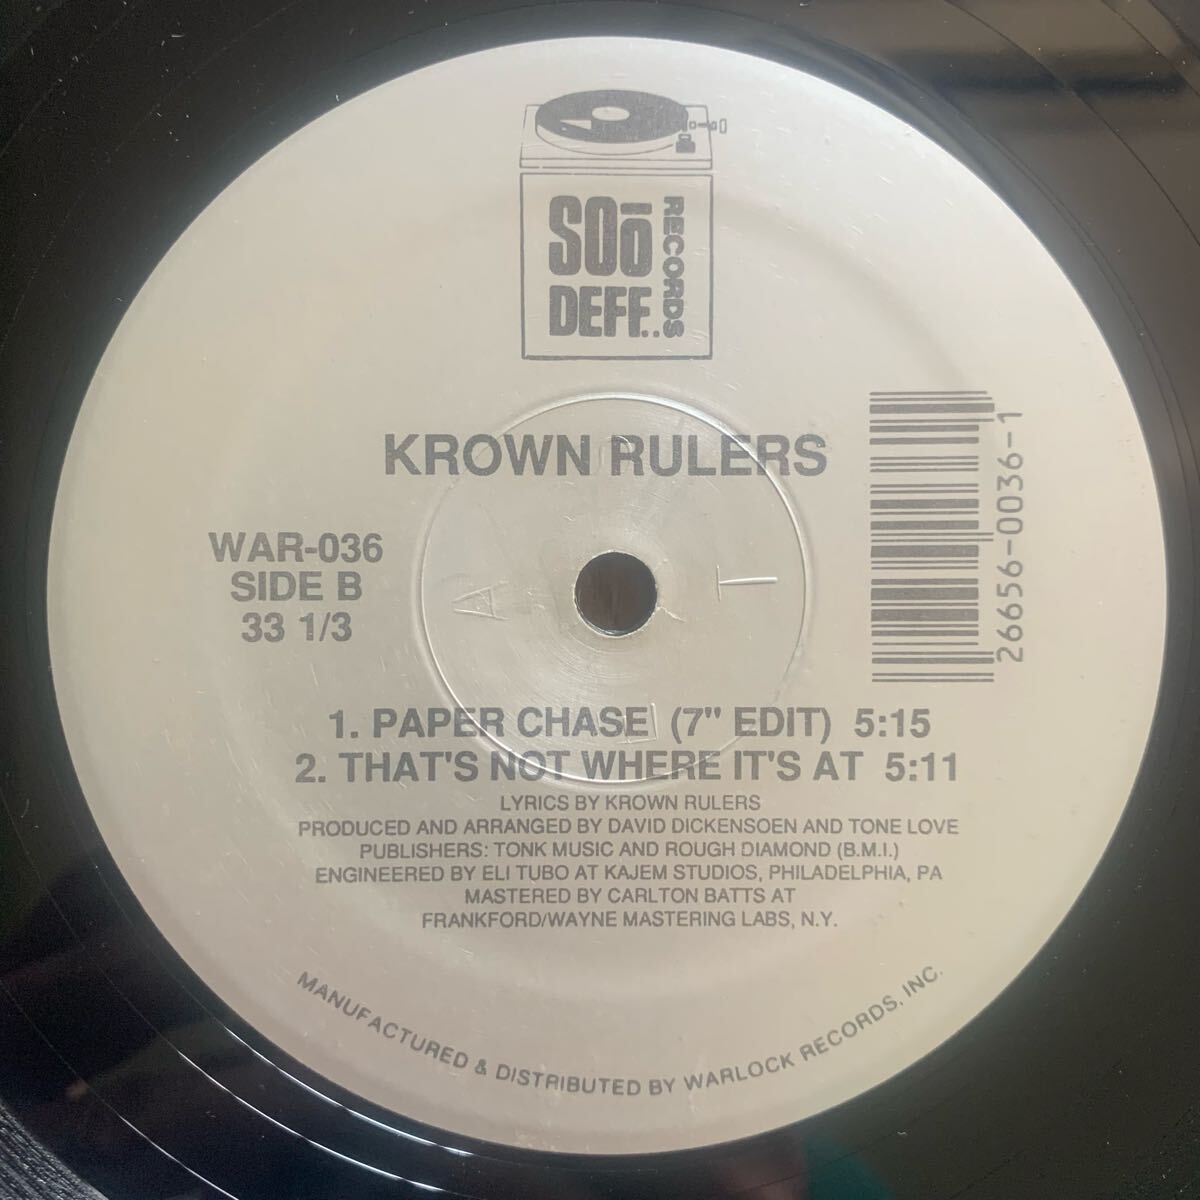 SOō
DEFF..
RECORDS
KROWN RULERS
WAR-036
SIDE B
33 1/3
26656-0036-1
1. PAPER CHASE (7" EDIT) 5:15
2. THAT'S NOT WHERE IT'S AT 5:11
LYRICS BY KROWN RULERS
PRODUCED AND ARRANGED BY DAVID DICKENSOEN AND TONE LOVE
PUBLISHERS: TONK MUSIC AND ROUGH DIAMOND (B.M.I.)
ENGINEERED BY ELI TUBO AT KAJEM STUDIOS, PHILADELPHIA, PA
MASTERED BY CARLTON BATTS AT
FRANKFORD/WAYNE MASTERING LABS, N.Y.
MANUFACTURED & DISTRIBUTED BY WARLOCK RECORDS, INC.